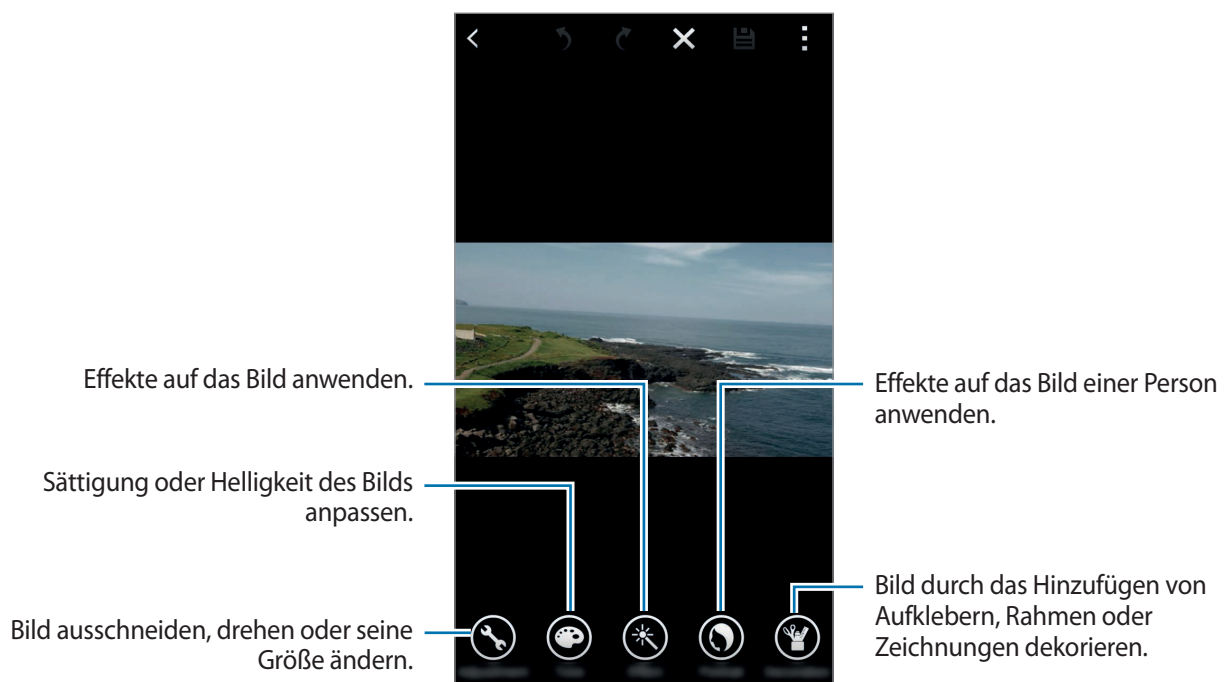 Effekte auf das Bild anwenden.
Sättigung oder Helligkeit des Bilds
anpassen.
Bild ausschneiden, drehen oder seine
Größe ändern.
Effekte auf das Bild einer Person
anwenden.
Bild durch das Hinzufügen von
Aufklebern, Rahmen oder
Zeichnungen dekorieren.